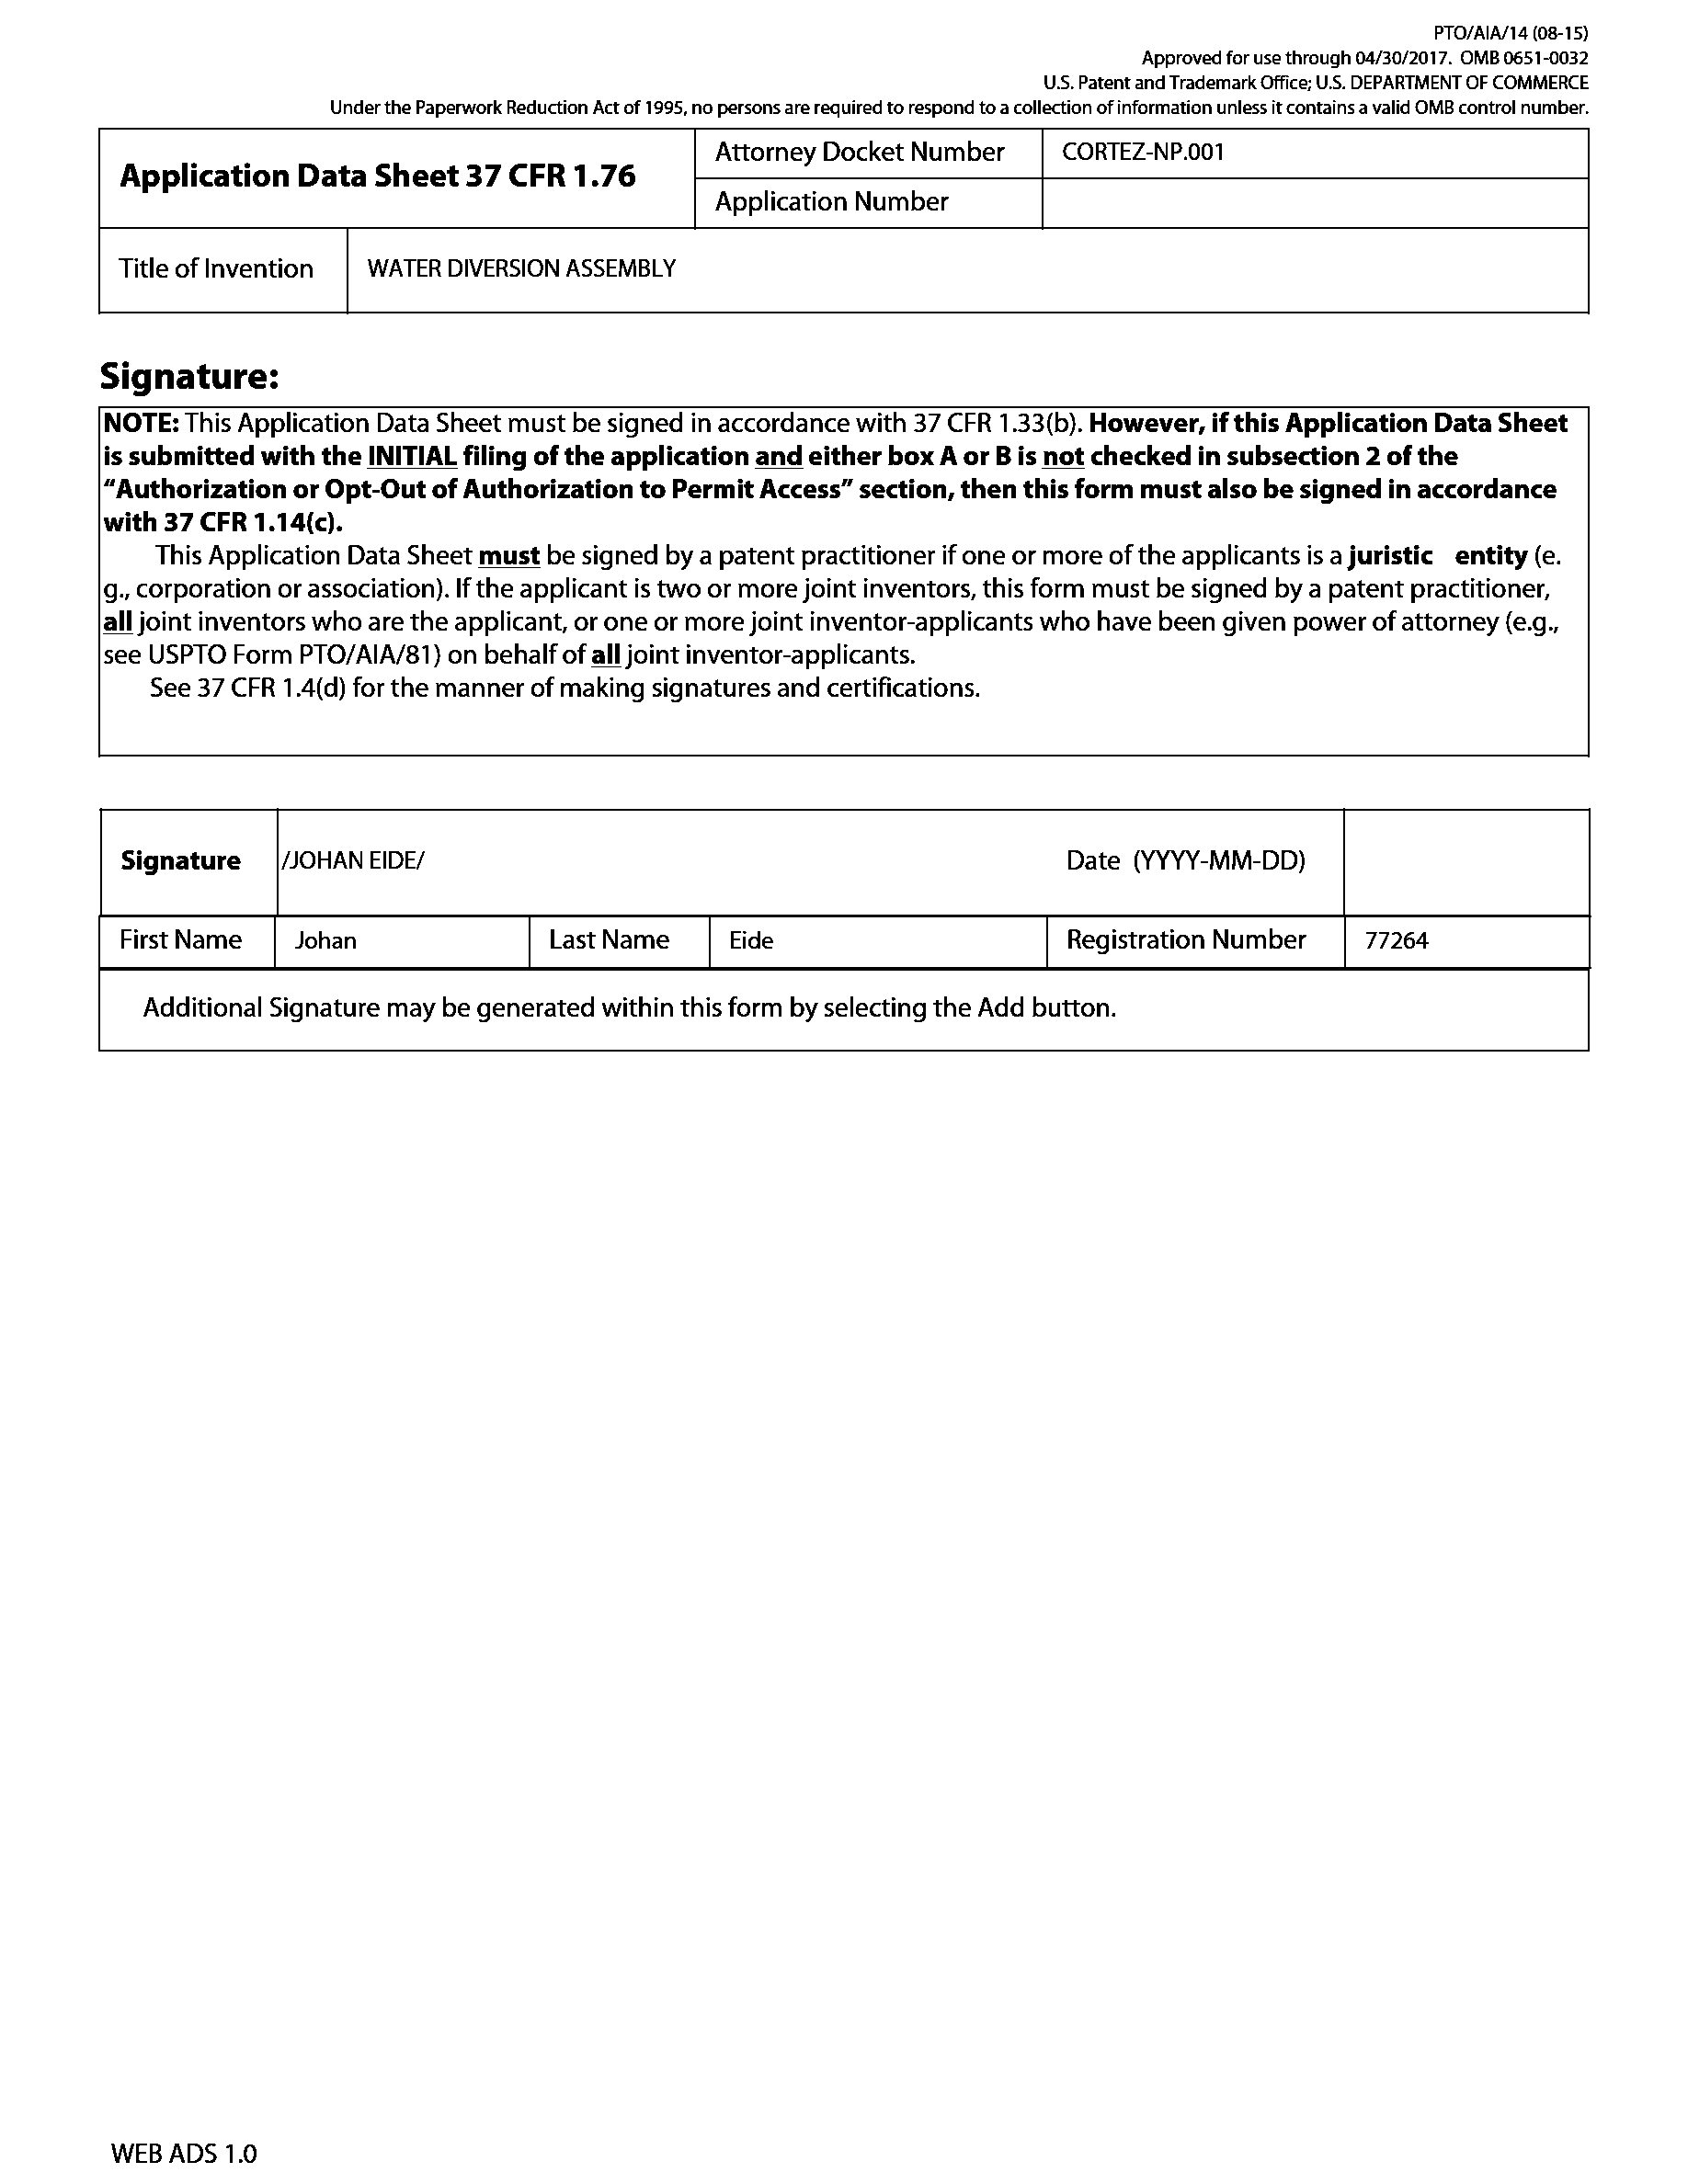 PTO/AIA/14 (08-15)
Approved for use through 04/30/2017. OMB 0651-0032
U.S. Patent and Trademark Office; U.S. DEPARTMENT OF COMMERCE
Under the Paperwork Reduction Act of 1995, no persons are required to respond to a collection of information unless it contains a valid OMB control number.
Application Data Sheet 37 CFR 1.76
Attorney Docket Number
CORTEZ-NP.001
Application Number
Title of Invention
WATER DIVERSION ASSEMBLY
Signature:
NOTE: This Application Data Sheet must be signed in accordance with 37 CFR 1.33(b). However, if this Application Data Sheet
is submitted with the INITIAL filing of the application and either box A or B is not checked in subsection 2 of the
“Authorization or Opt-Out of Authorization to Permit Access” section, then this form must also be signed in accordance
with 37 CFR 1.14(c).
This Application Data Sheet must be signed by a patent practitioner if one or more of the applicants is a juristic entity (e.
g., corporation or association). If the applicant is two or more joint inventors, this form must be signed by a patent practitioner,
all joint inventors who are the applicant, or one or more joint inventor-applicants who have been given power of attorney (e.g.,
see USPTO Form PTO/AIA/81) on behalf of all joint inventor-applicants.
See 37 CFR 1.4(d) for the manner of making signatures and certifications.
Signature
/JOHAN EIDE/
Date (YYYY-MM-DD)
First Name
Johan
Last Name
Eide
Registration Number
77264
Additional Signature may be generated within this form by selecting the Add button.
WEB ADS 1.0